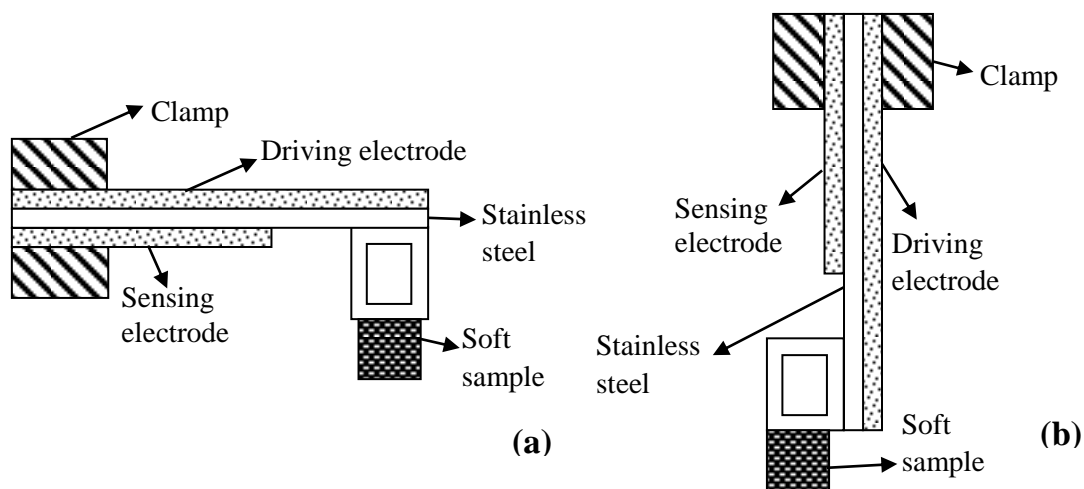 Clamp
Driving electrode
Stainless
steel
Sensing
electrode
Soft
sample
(a)
Clamp
Sensing
electrode
Driving
electrode
Stainless
steel
Soft
sample
(b)